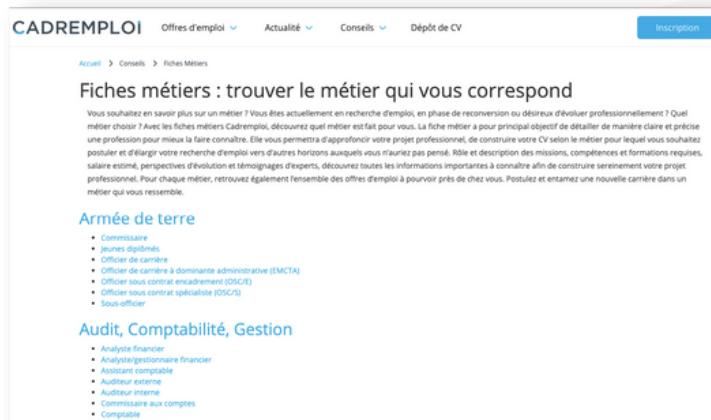 CADREMPLOI Offres d'emploi Actualité Conseils Dépôt de CV Inscription
Accueil > Conseils > Fiches Métiers
Fiches métiers : trouver le métier qui vous correspond
Vous souhaitez en savoir plus sur un métier ? Vous êtes actuellement en recherche d'emploi, en phase de reconversion ou désireux d'évoluer professionnellement ? Quel
métier choisir ? Avec les fiches métiers Cadremploi, découvrez quel métier est fait pour vous. La fiche métier a pour principal objectif de détailler de manière claire et précise
une profession pour mieux la faire connaître. Elle vous permettra d'approfondir votre projet professionnel, de construire votre CV selon le métier pour lequel vous souhaitez
postuler et d'élargir votre recherche d'emploi vers d'autres horizons auxquels vous n'auriez pas pensé. Rôle et description des missions, compétences et formations requises,
salaire estimé, perspectives d'évolution et témoignages d'experts, découvrez toutes les informations importantes à connaître afin de construire sereinement votre projet
professionnel. Pour chaque métier, retrouvez également l'ensemble des offres d'emploi à pourvoir près de chez vous. Postulez et entamez une nouvelle carrière dans un
métier qui vous ressemble.
Armée de terre
• Commissaire
• Jeunes diplômés
• Officier de carrière
• Officier de carrière à dominante administrative (EMCTA)
• Officier sous contrat encadrement (OSC/E)
• Officier sous contrat spécialiste (OSC/S)
• Sous-officier
Audit, Comptabilité, Gestion
• Analyste financier
• Analyste/gestionnaire financier
• Assistant comptable
• Auditeur externe
• Auditeur interne
• Commissaire aux comptes
• Comptable